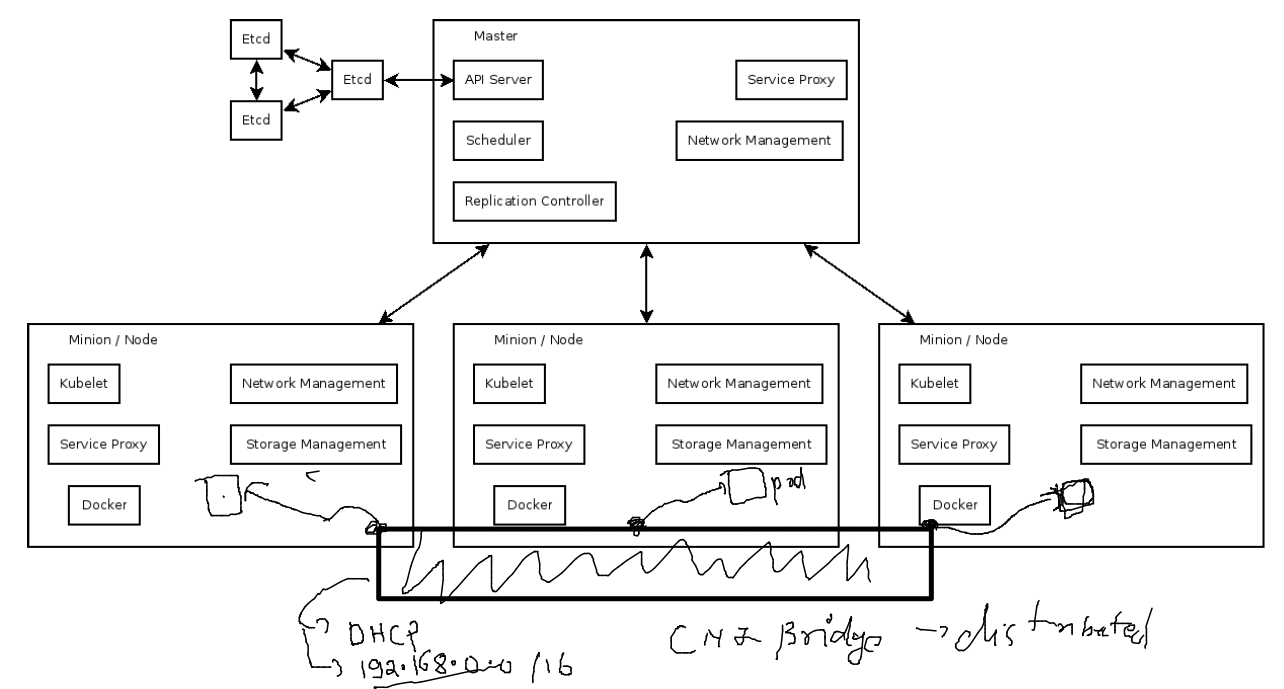 Etcd
Etcd
Etcd
Master
API Server
Service Proxy
Scheduler
Network Management
Replication Controller
Minion / Node
Kubelet
Network Management
Service Proxy
Storage Management
Docker
Minion / Node
Kubelet
Network Management
Service Proxy
Storage Management
Docker
pod
Minion / Node
Kubelet
Network Management
Service Proxy
Storage Management
Docker
DHCP
192.168.0.0 /16
CNI Bridge → distributed